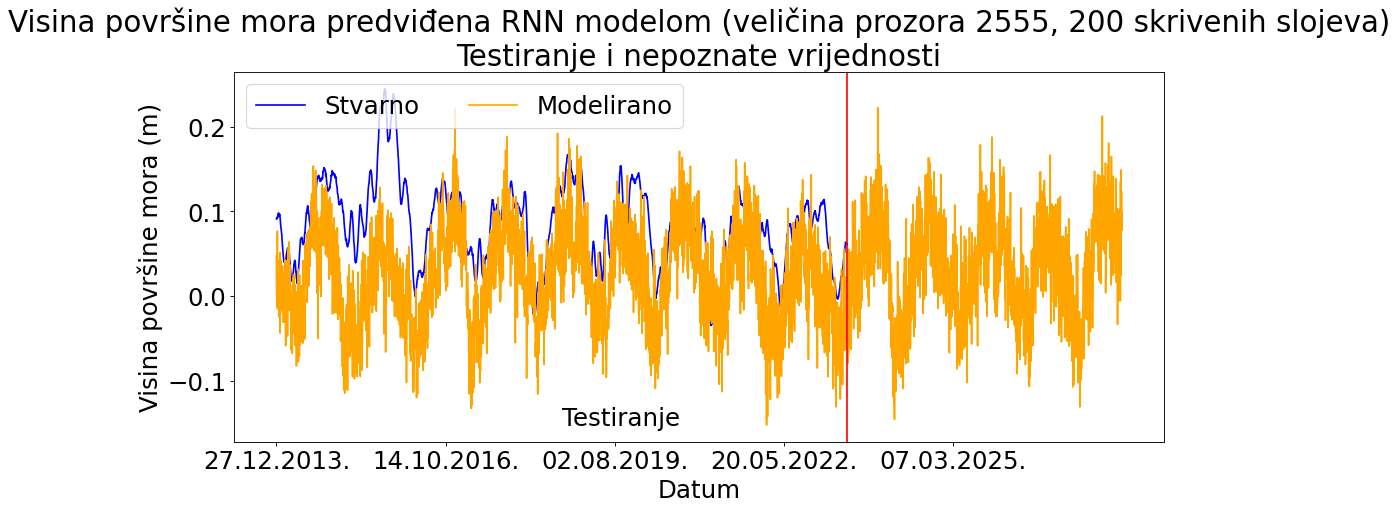 Visina površine mora predviđena RNN modelom (veličina prozora 2555, 200 skrivenih slojeva)
Testiranje i nepoznate vrijednosti
Stvarno Modelirano
Visina površine mora (m)
0.2
0.1
0.0
−0.1
Testiranje
27.12.2013. 14.10.2016. 02.08.2019. 20.05.2022. 07.03.2025.
Datum